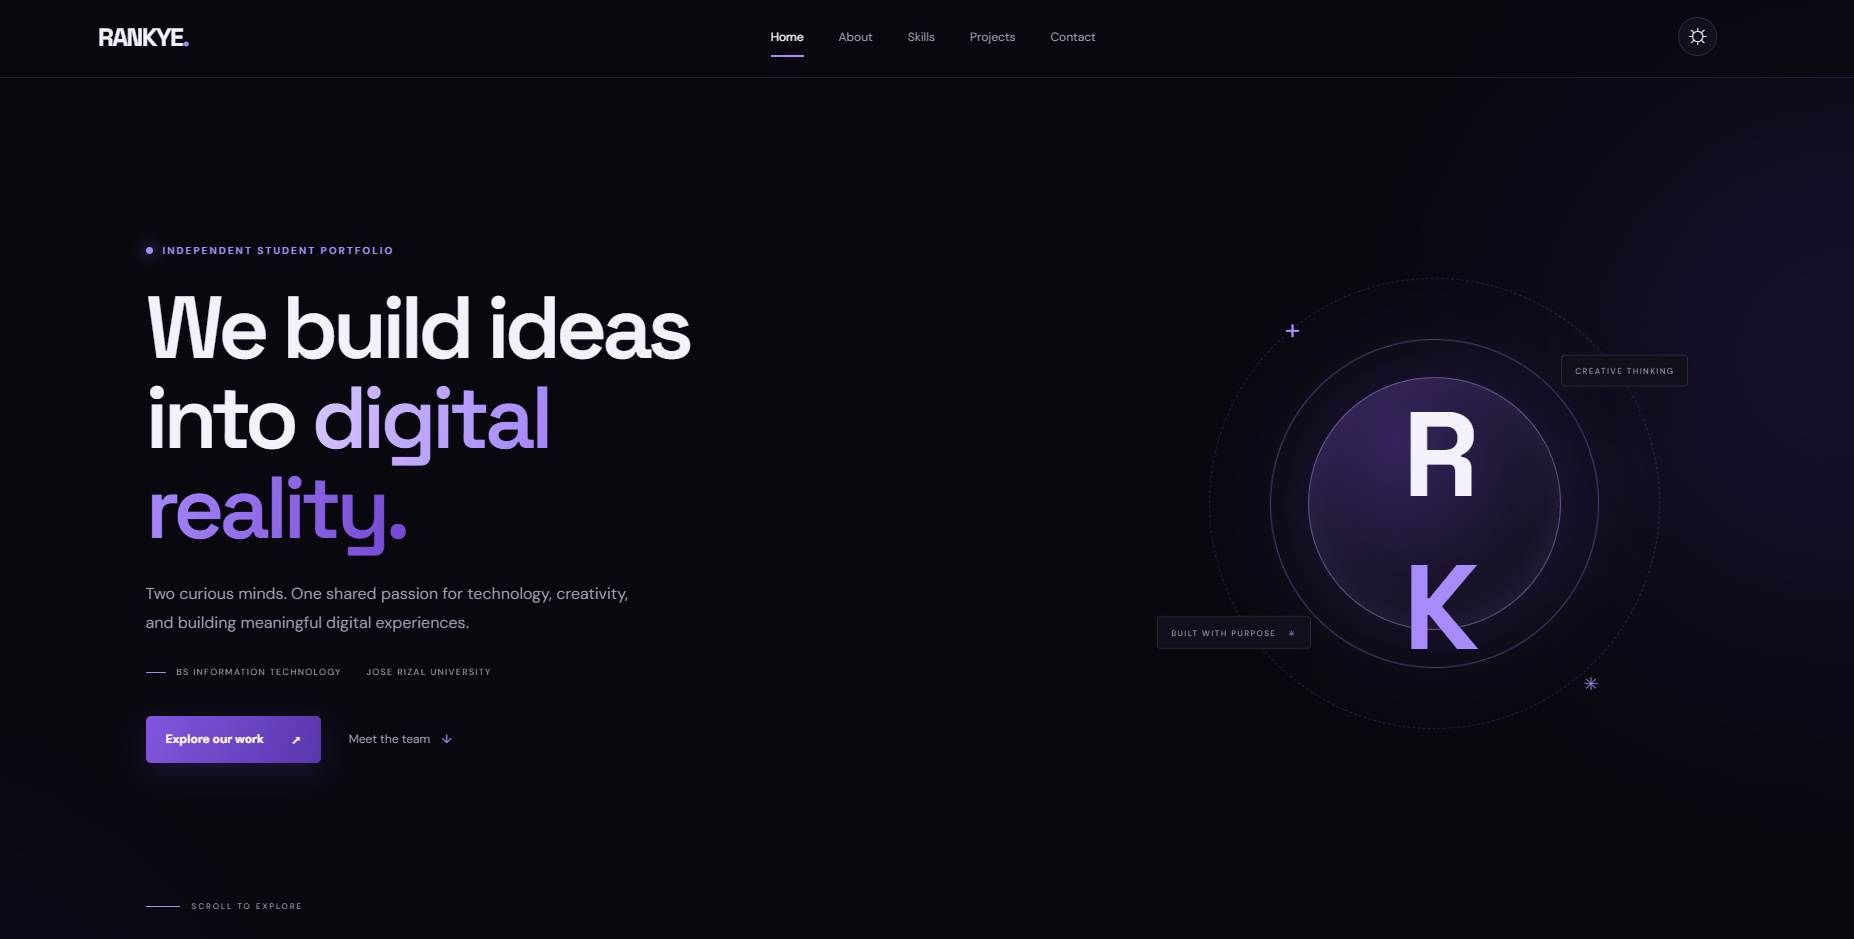 RANKYE.
Home About Skills Projects Contact
INDEPENDENT STUDENT PORTFOLIO
We build ideas
into digital
reality.
Two curious minds. One shared passion for technology, creativity,
and building meaningful digital experiences.
BS INFORMATION TECHNOLOGY JOSE RIZAL UNIVERSITY
Explore our work ↗
Meet the team ↓
SCROLL TO EXPLORE
CREATIVE THINKING
R
K
BUILT WITH PURPOSE